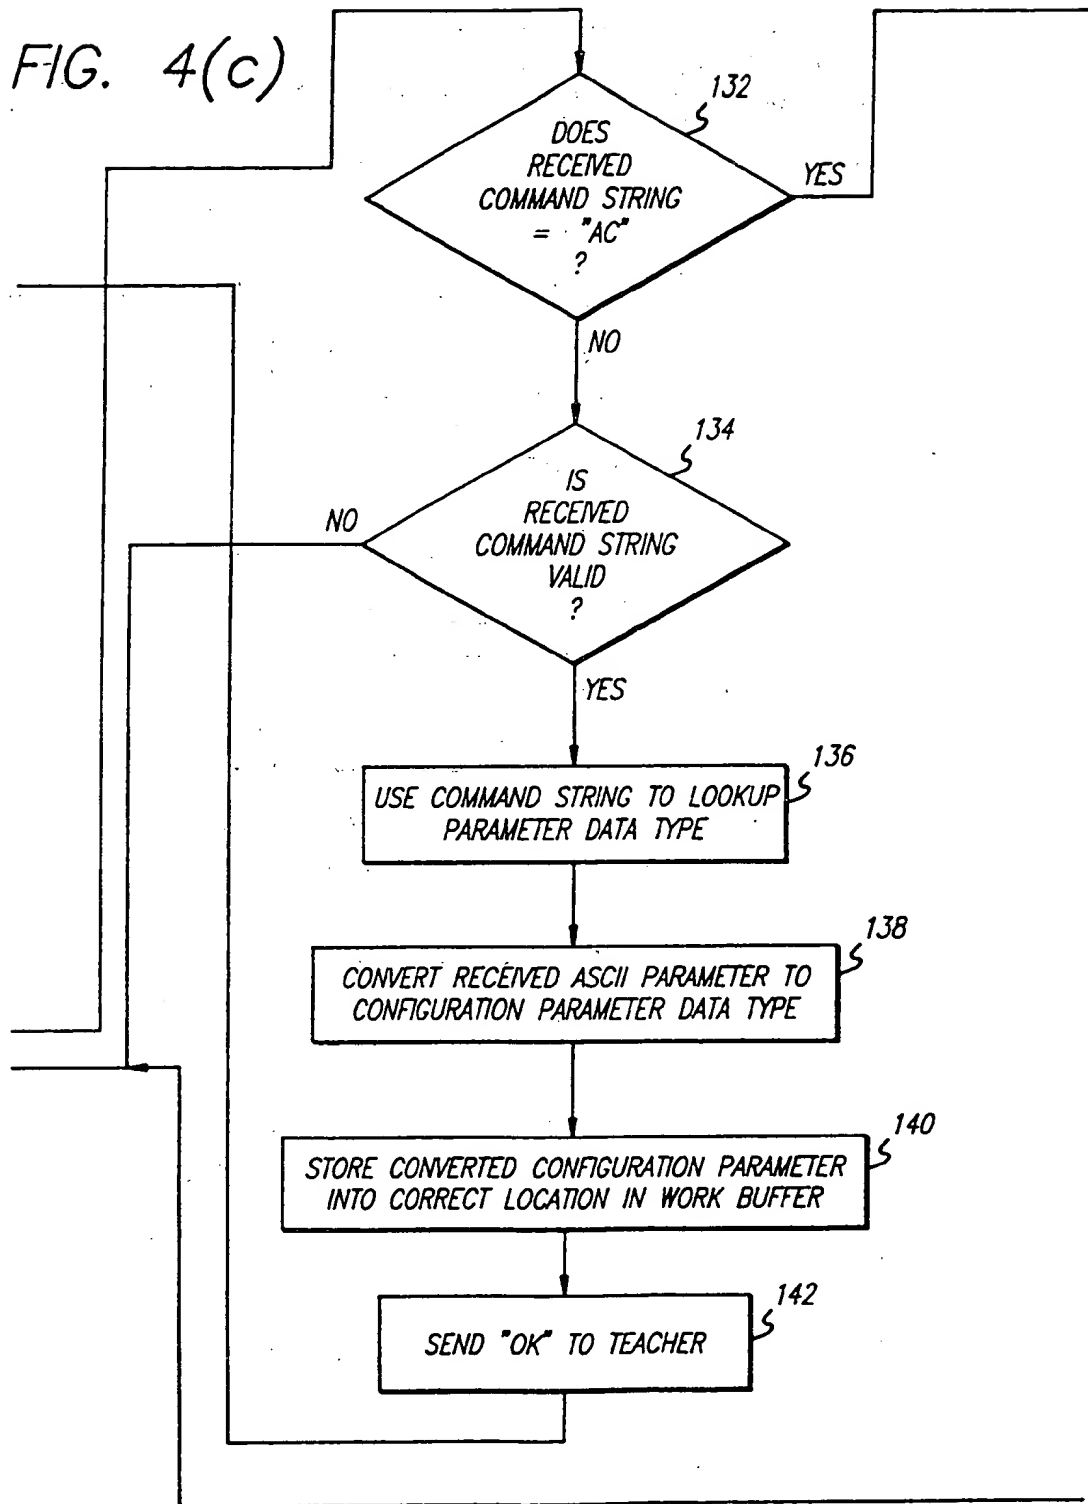 FIG. 4(c)
132
DOES
RECEIVED
COMMAND STRING
= "AC"
?
YES
NO
134
IS
RECEIVED
COMMAND STRING
VALID
?
NO
YES
136
USE COMMAND STRING TO LOOKUP
PARAMETER DATA TYPE
138
CONVERT RECEIVED ASCII PARAMETER TO
CONFIGURATION PARAMETER DATA TYPE
140
STORE CONVERTED CONFIGURATION PARAMETER
INTO CORRECT LOCATION IN WORK BUFFER
142
SEND "OK" TO TEACHER